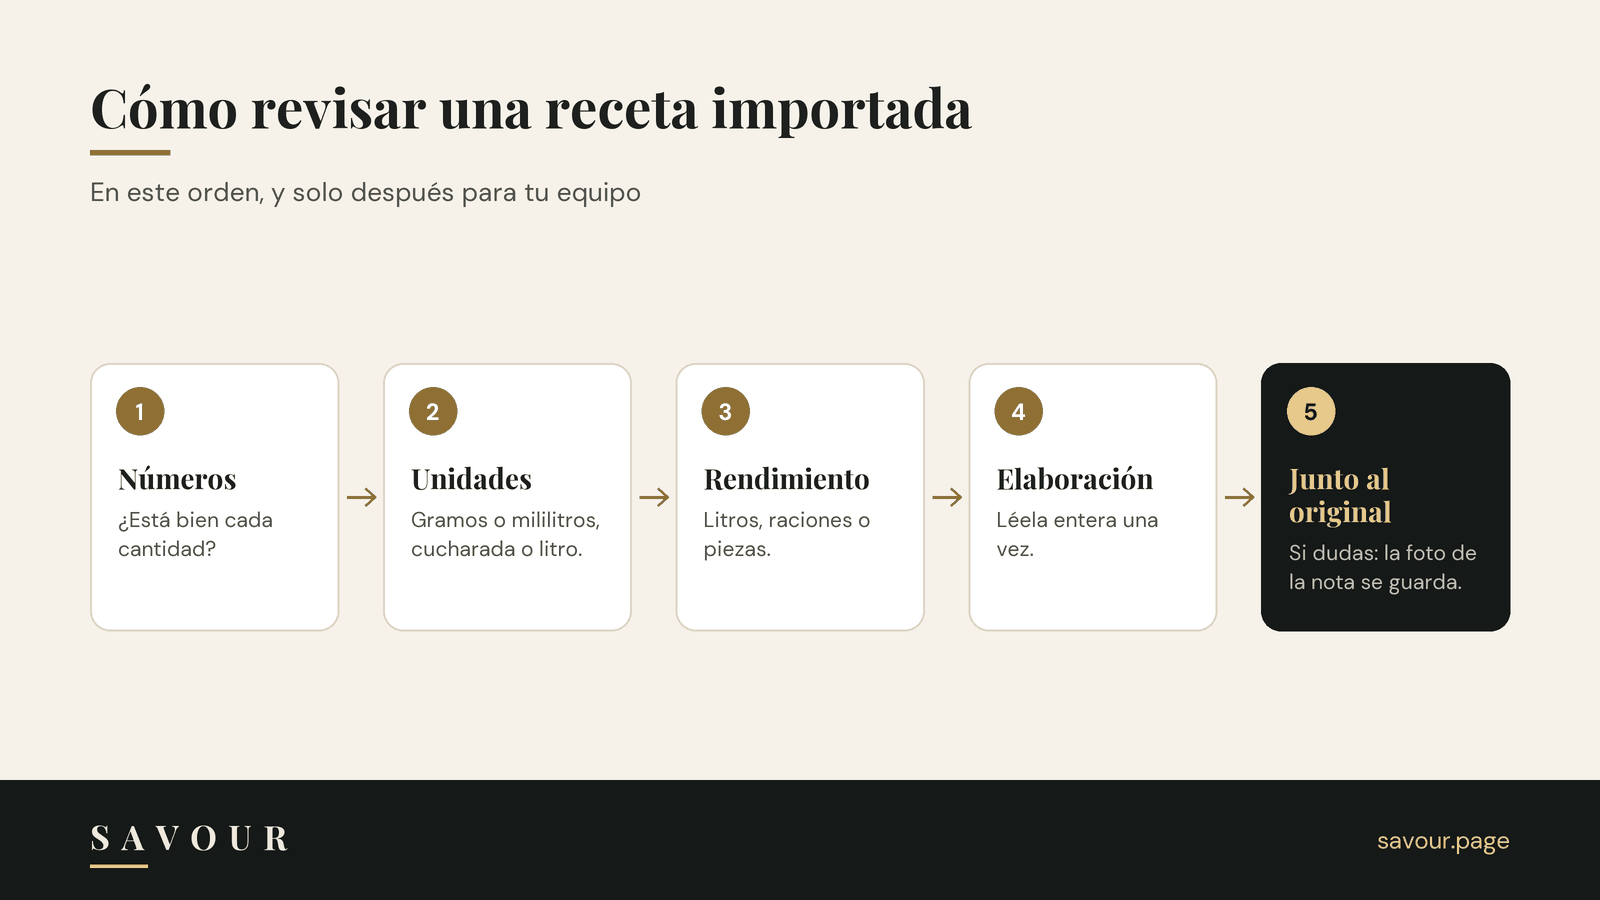 Cómo revisar una receta importada
En este orden, y solo después para tu equipo
1
Números
¿Está bien cada
cantidad?
2
Unidades
Gramos o mililitros,
cucharada o litro.
3
Rendimiento
Litros, raciones o
piezas.
4
Elaboración
Léela entera una
vez.
5
Junto al
original
Si dudas: la foto de
la nota se guarda.
SAVOUR
savour.page